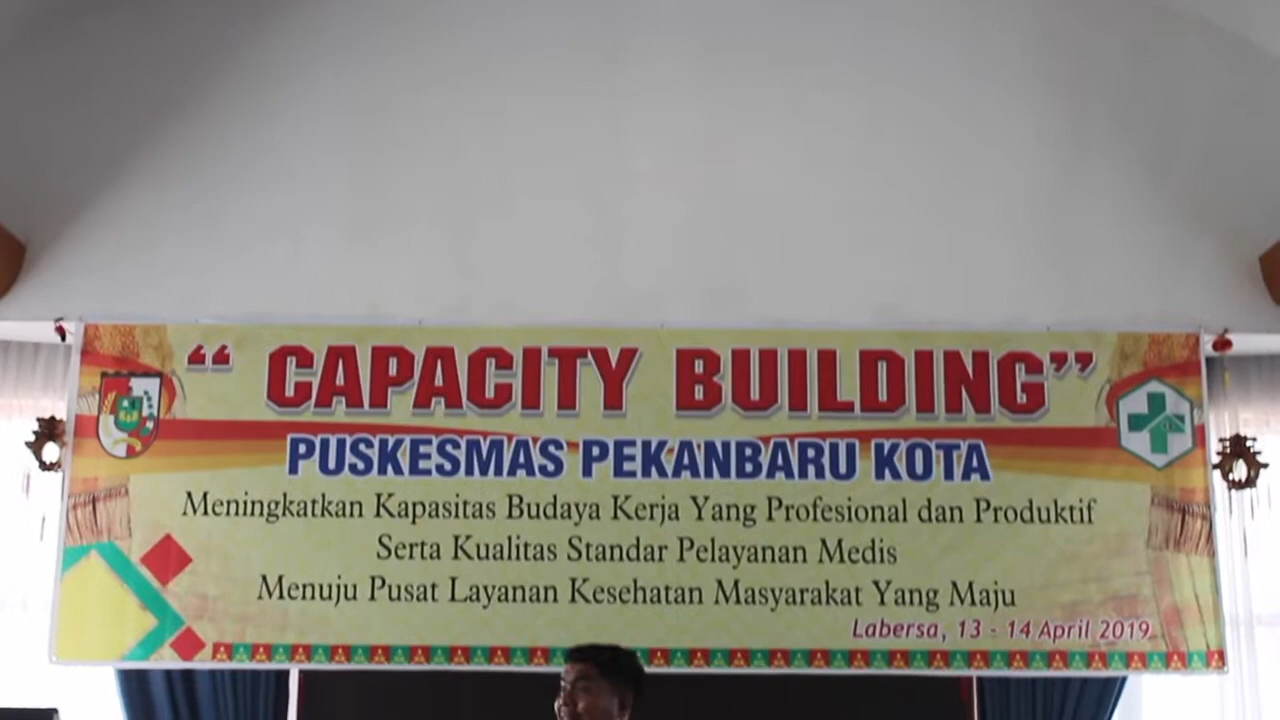 “ CAPACITY BUILDING”
PUSKESMAS PEKANBARU KOTA
Meningkatkan Kapasitas Budaya Kerja Yang Profesional dan Produktif
Serta Kualitas Standar Pelayanan Medis
Menuju Pusat Layanan Kesehatan Masyarakat Yang Maju
Labersa, 13 - 14 April 2019